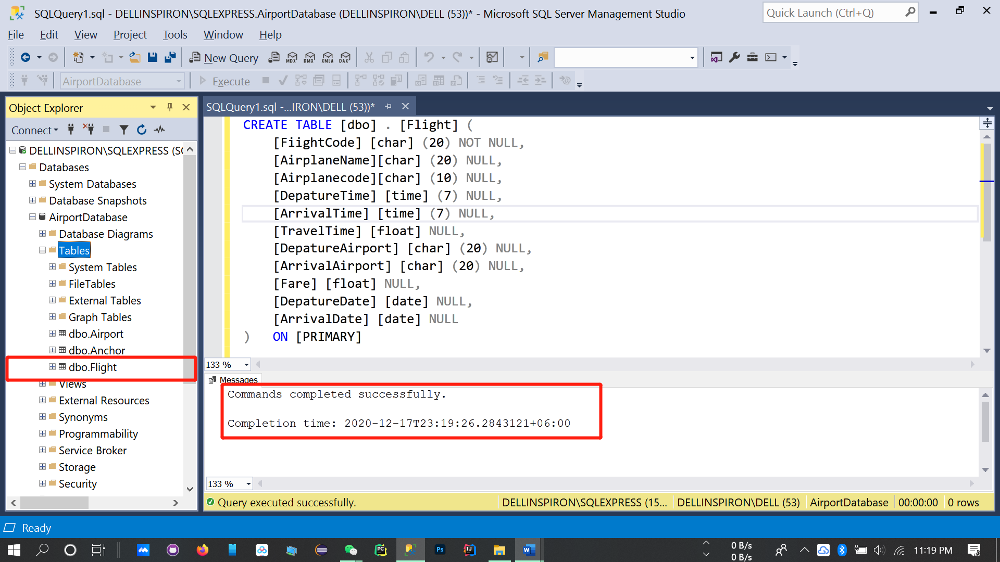 SQLQuery1.sql - DELLINSPIRON\SQLEXPRESS.AirportDatabase (DELLINSPIRON\DELL (53))* - Microsoft SQL Server Management Studio
Quick Launch (Ctrl+Q)
File Edit View Project Tools Window Help
New Query
MDX DMX XMLA DAX
AirportDatabase
Execute
Object Explorer
SQLQuery1.sql -...IRON\DELL (53))*
Connect
DELLINSPIRON\SQLEXPRESS (SC
Databases
System Databases
Database Snapshots
AirportDatabase
Database Diagrams
Tables
System Tables
FileTables
External Tables
Graph Tables
dbo.Airport
dbo.Anchor
dbo.Flight
Views
External Resources
Synonyms
Programmability
Service Broker
Storage
Security
CREATE TABLE [dbo] . [Flight] (
[FiightCode] [char] (20) NOT NULL,
[AirplaneName][char] (20) NULL,
[Airplanecode][char] (10) NULL,
[DepatureTime] [time] (7) NULL,
[ArrivalTime] [time] (7) NULL,
[TravelTime] [float] NULL,
[DepatureAirport] [char] (20) NULL,
[ArrivalAirport] [char] (20) NULL,
[Fare] [float] NULL,
[DepatureDate] [date] NULL,
[ArrivalDate] [date] NULL
) ON [PRIMARY]
133 %
Messages
Commands completed successfully.
Completion time: 2020-12-17T23:19:26.2843121+06:00
133 %
Query executed successfully.
DELLINSPIRON\SQLEXPRESS (15... DELLINSPIRON\DELL (53) AirportDatabase 00:00:00 0 rows
Ready
PC
Ps
IJ
W
0 B/s
0 B/s
11:19 PM